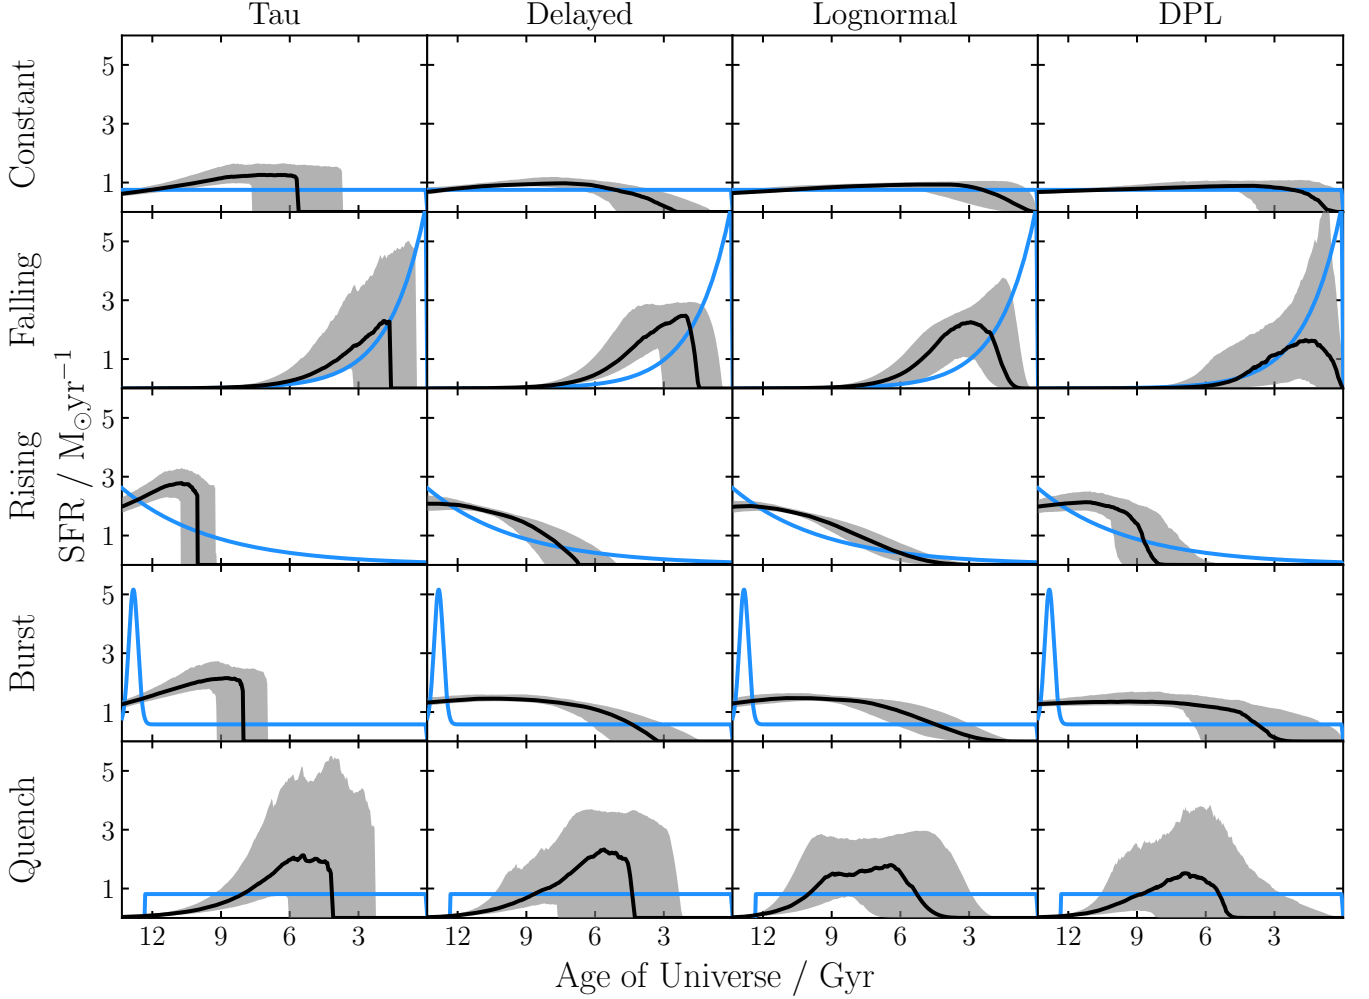 Tau Delayed Lognormal DPL
Constant
5
3
1
Falling
5
3
1
Rising
5
3
1
Burst
5
3
1
Quench
5
3
1
SFR / M⊙yr−1
12 9 6 3 12 9 6 3 12 9 6 3 12 9 6 3
Age of Universe / Gyr